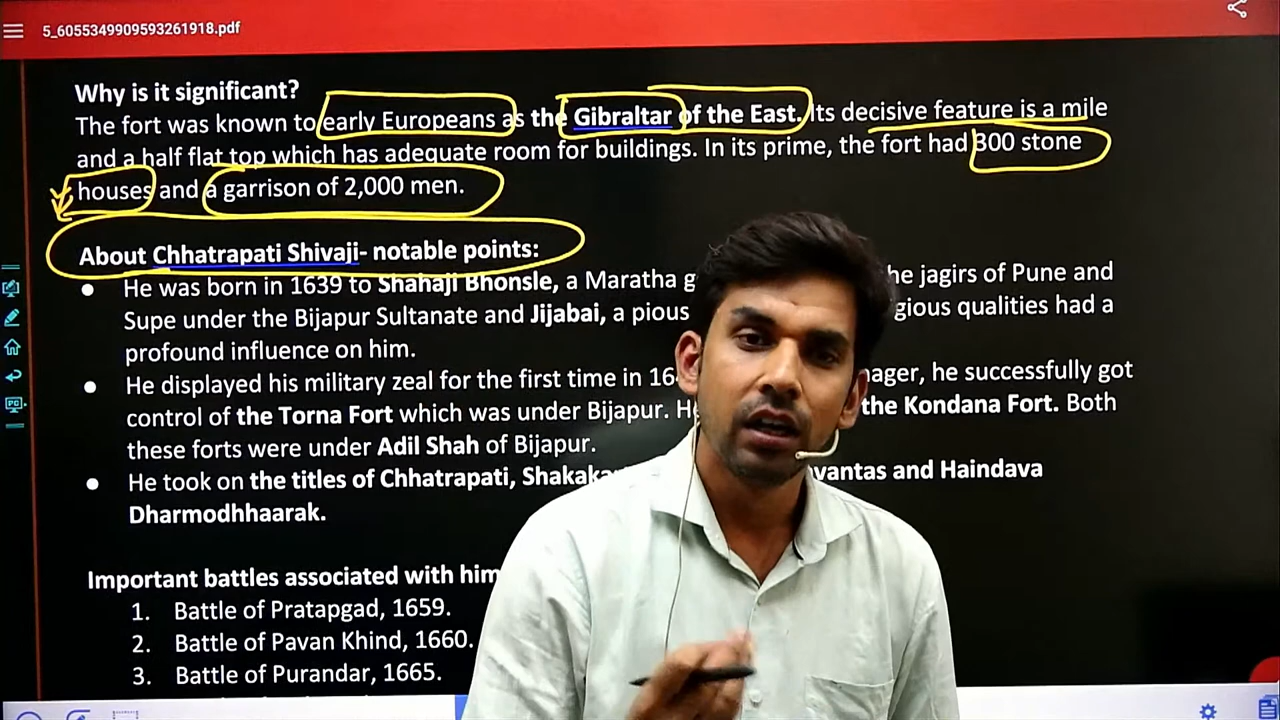 5_6055349909593261918.pdf
Why is it significant?
The fort was known to early Europeans as the Gibraltar of the East. Its decisive feature is a mile
and a half flat top which has adequate room for buildings. In its prime, the fort had 300 stone
houses and a garrison of 2,000 men.
About Chhatrapati Shivaji- notable points:
He was born in 1639 to Shahaji Bhonsle, a Maratha g he jagirs of Pune and
Supe under the Bijapur Sultanate and Jijabai, a pious gious qualities had a
profound influence on him.
He displayed his military zeal for the first time in 16 nager, he successfully got
control of the Torna Fort which was under Bijapur. He the Kondana Fort. Both
these forts were under Adil Shah of Bijapur.
He took on the titles of Chhatrapati, Shakaka vantas and Haindava
Dharmodhhaarak.
Important battles associated with him
1. Battle of Pratapgad, 1659.
2. Battle of Pavan Khind, 1660.
3. Battle of Purandar, 1665.